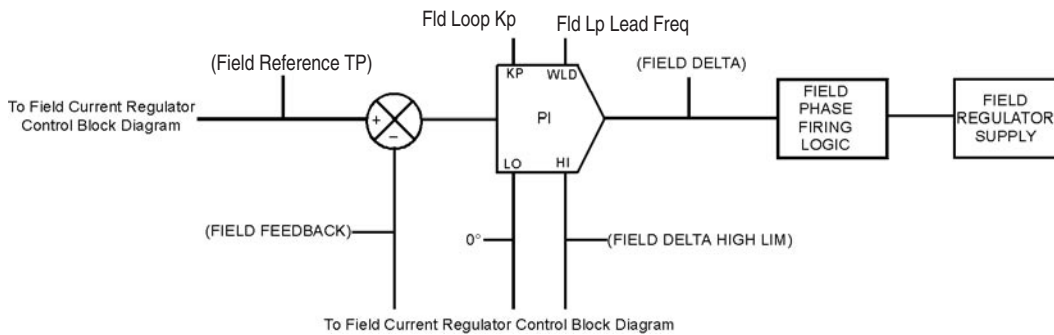 Fld Loop Kp
Fld Lp Lead Freq
(Field Reference TP)
(FIELD DELTA)
KP
WLD
To Field Current Regulator
Control Block Diagram
+
−
PI
LO
HI
FIELD
PHASE
FIRING
LOGIC
FIELD
REGULATOR
SUPPLY
(FIELD FEEDBACK)
0°
(FIELD DELTA HIGH LIM)
To Field Current Regulator Control Block Diagram